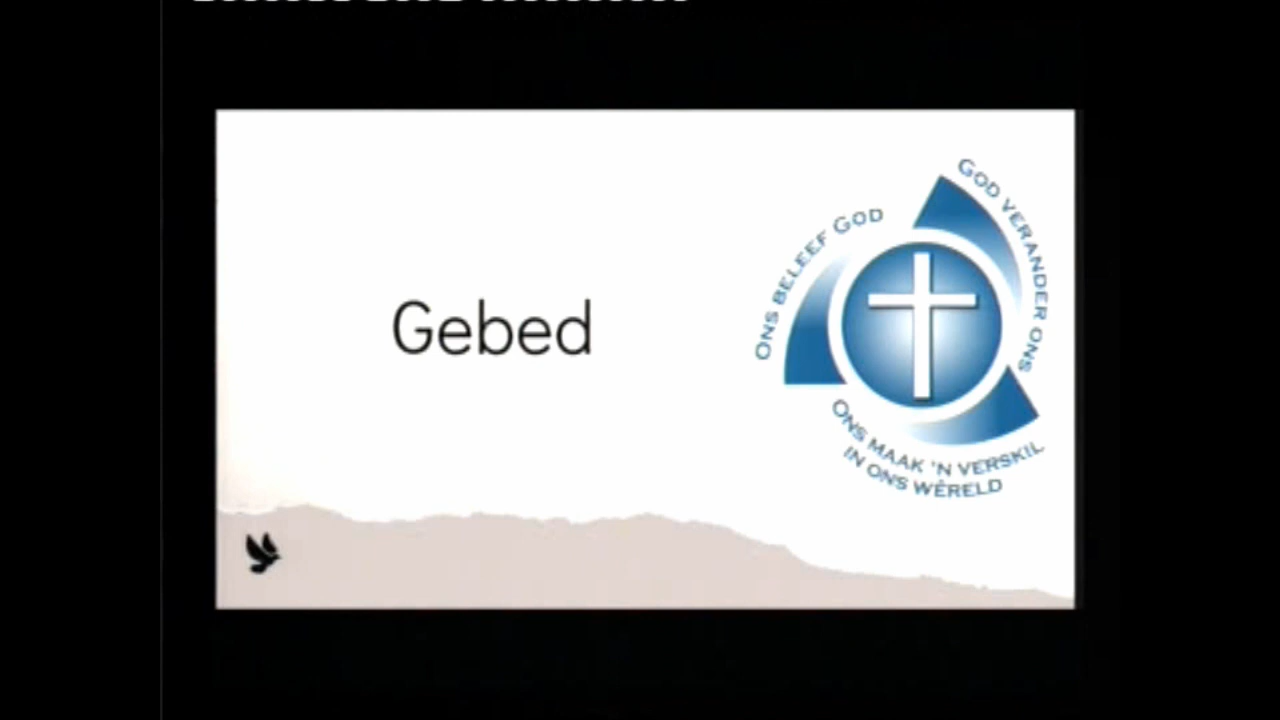 Gebed
ONS BELEEF GOD
GOD VERANDER ONS
ONS MAAK 'N VERSKIL
IN ONS WÊRELD